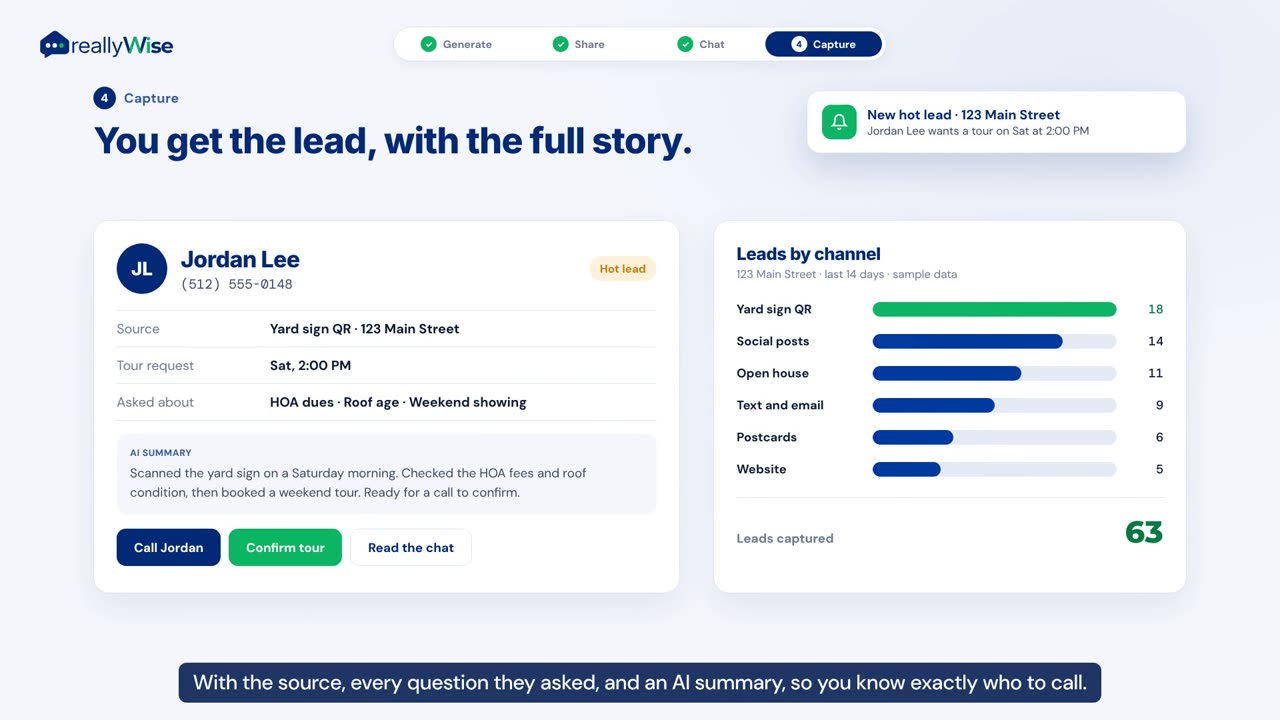 reallyWise
Generate
Share
Chat
4 Capture
4 Capture
You get the lead, with the full story.
New hot lead · 123 Main Street
Jordan Lee wants a tour on Sat at 2:00 PM
JL
Jordan Lee
(512) 555-0148
Hot lead
Source Yard sign QR · 123 Main Street
Tour request Sat, 2:00 PM
Asked about HOA dues · Roof age · Weekend showing
AI SUMMARY
Scanned the yard sign on a Saturday morning. Checked the HOA fees and roof
condition, then booked a weekend tour. Ready for a call to confirm.
Call Jordan
Confirm tour
Read the chat
Leads by channel
123 Main Street · last 14 days · sample data
Yard sign QR 18
Social posts 14
Open house 11
Text and email 9
Postcards 6
Website 5
Leads captured 63
With the source, every question they asked, and an AI summary, so you know exactly who to call.